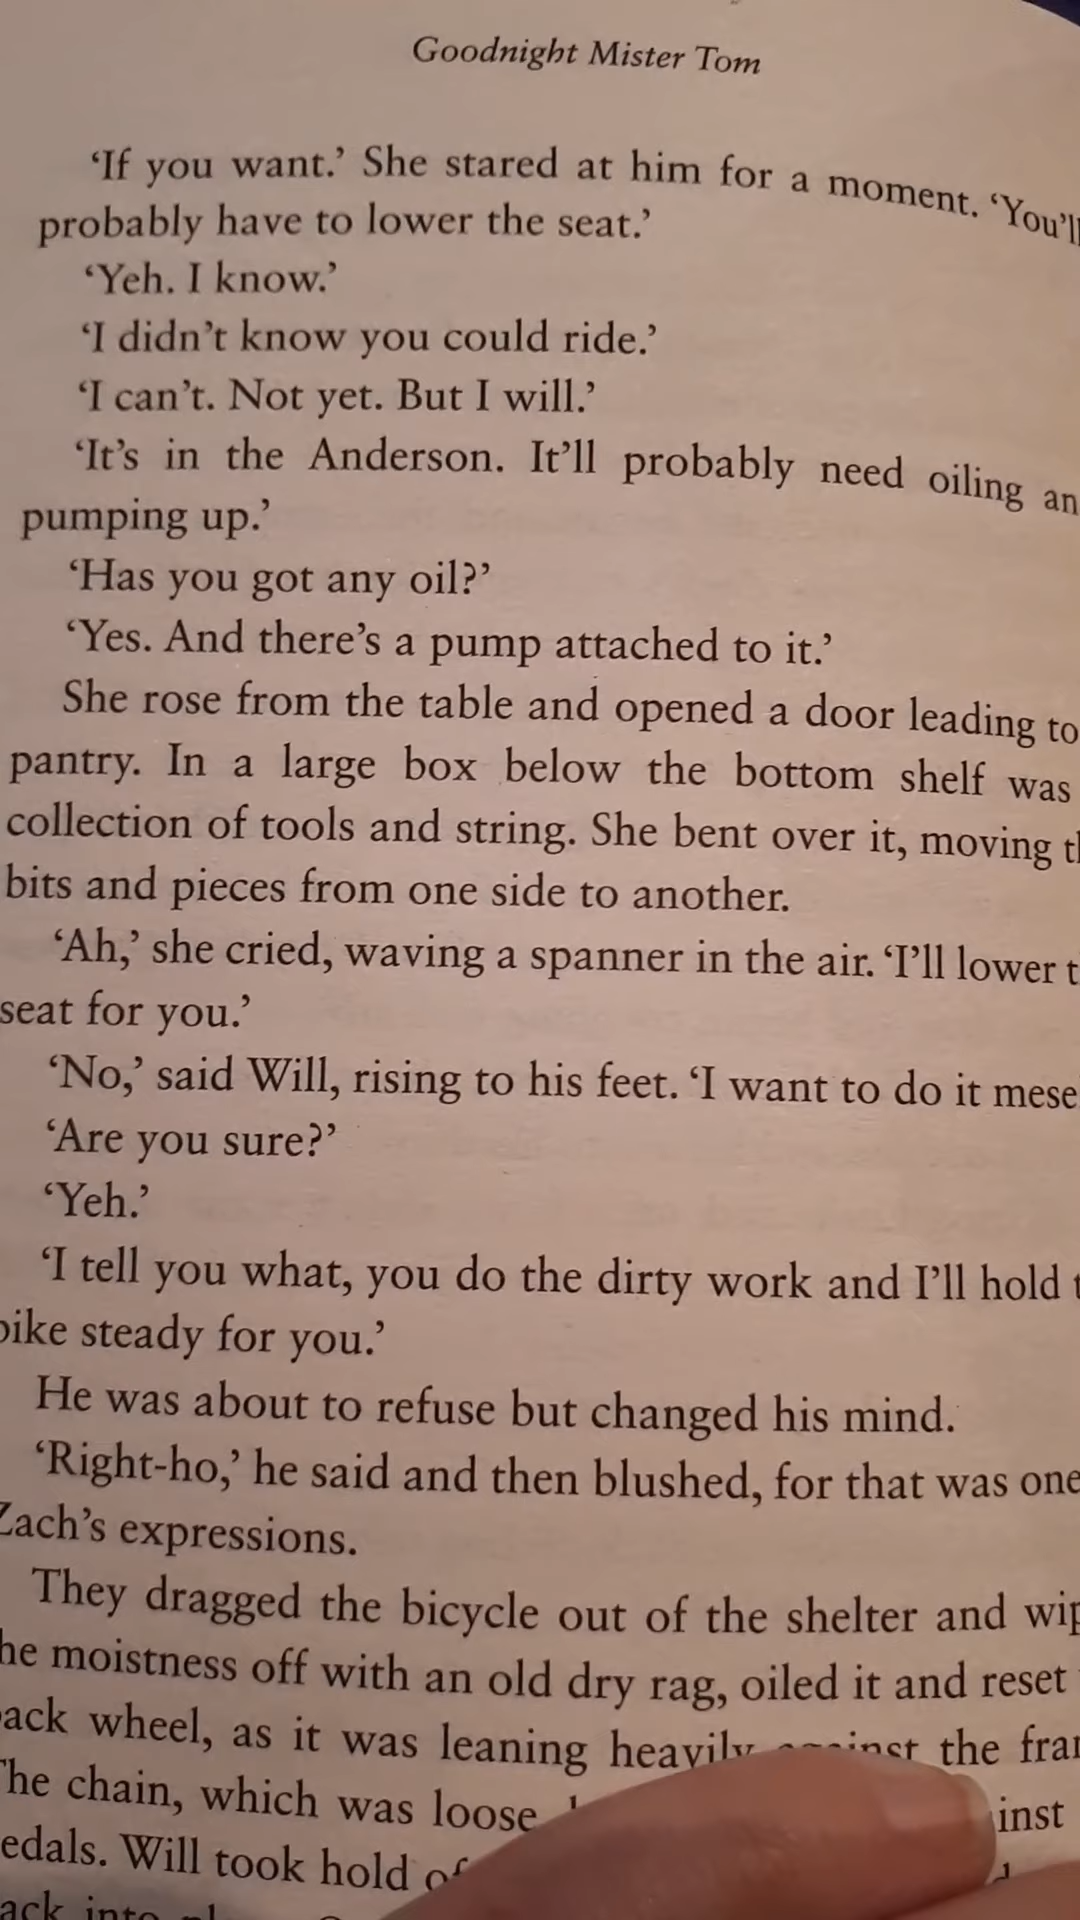 Goodnight Mister Tom
‘If you want.’ She stared at him for a moment. ‘You’ll
probably have to lower the seat.’
‘Yeh. I know.’
‘I didn’t know you could ride.’
‘I can’t. Not yet. But I will.’
‘It’s in the Anderson. It’ll probably need oiling
pumping up.’
‘Has you got any oil?’
‘Yes. And there’s a pump attached to it.’
She rose from the table and opened a door leading to
pantry. In a large box below the bottom shelf was
collection of tools and string. She bent over it, moving
bits and pieces from one side to another.
‘Ah,’ she cried, waving a spanner in the air. ‘I’ll lower
seat for you.’
‘No,’ said Will, rising to his feet. ‘I want to do it
‘Are you sure?’
‘Yeh.’
‘I tell you what, you do the dirty work and I’ll hold
steady for you.’
He was about to refuse but changed his mind.
‘Right-ho,’ he said and then blushed, for that was one
Zach’s expressions.
They dragged the bicycle out of the shelter and
moistness off with an old dry rag, oiled it and reset
wheel, as it was leaning heavily against the
The chain, which was loose
Will took hold of
into